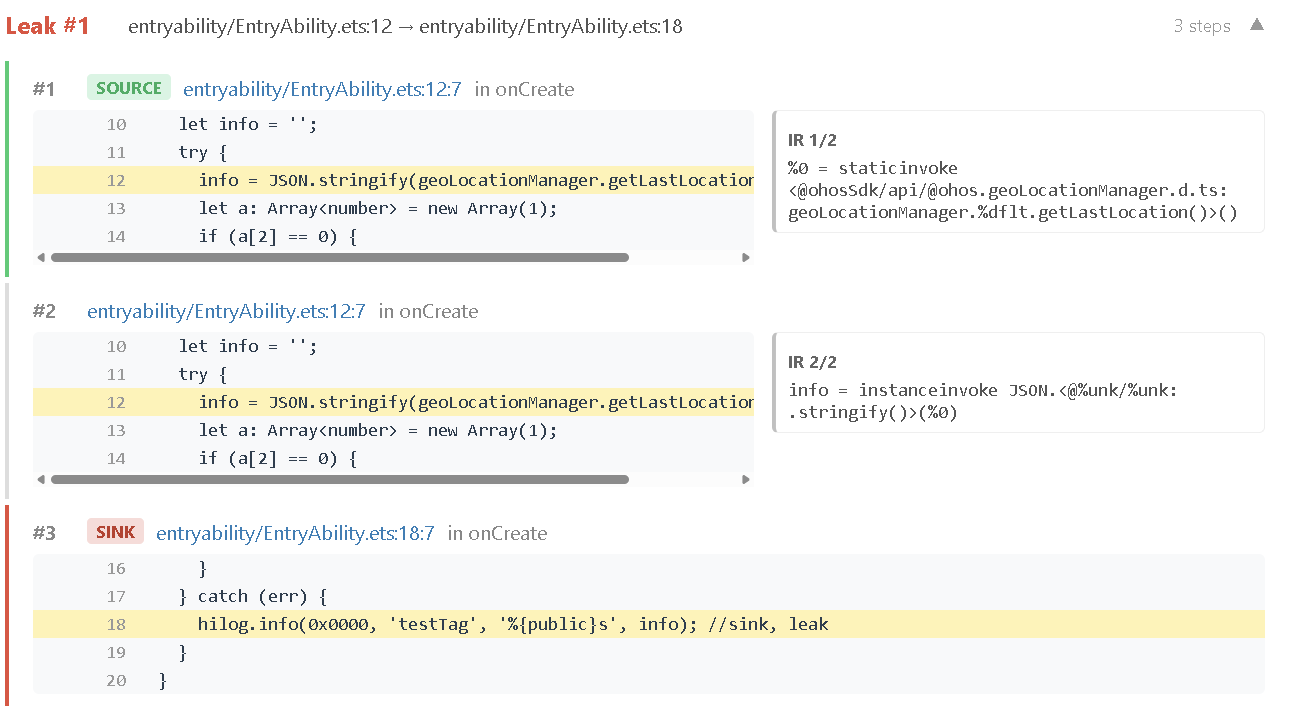 Leak #1 entryability/EntryAbility.ets:12 → entryability/EntryAbility.ets:18 3 steps ▲
#1 SOURCE entryability/EntryAbility.ets:12:7 in onCreate
10 let info = '';
11 try {
12 info = JSON.stringify(geoLocationManager.getLastLocation
13 let a: Array<number> = new Array(1);
14 if (a[2] == 0) {
IR 1/2
%0 = staticinvoke
<@ohosSdk/api/@ohos.geoLocationManager.d.ts:
geoLocationManager.%dflt.getLastLocation()>()
#2 entryability/EntryAbility.ets:12:7 in onCreate
10 let info = '';
11 try {
12 info = JSON.stringify(geoLocationManager.getLastLocation
13 let a: Array<number> = new Array(1);
14 if (a[2] == 0) {
IR 2/2
info = instanceinvoke JSON.<@%unk/%unk:
.stringify()>(%0)
#3 SINK entryability/EntryAbility.ets:18:7 in onCreate
16 }
17 } catch (err) {
18 hilog.info(0x0000, 'testTag', '%{public}s', info); //sink, leak
19 }
20 }